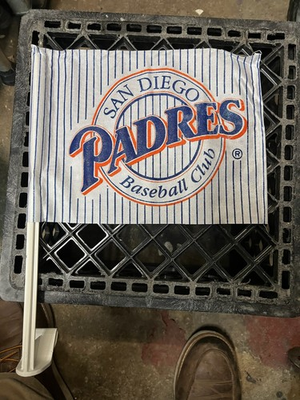 SAN DIEGO
PADRES
Baseball Club
®